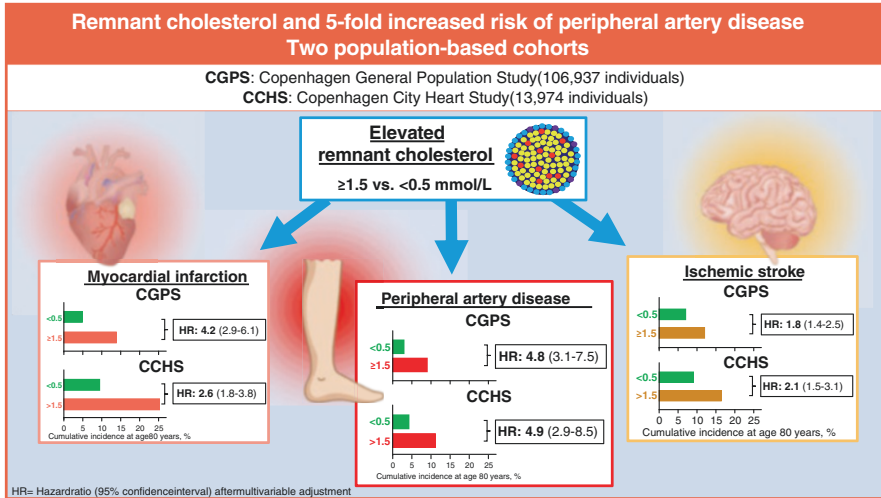 Remnant cholesterol and 5-fold increased risk of peripheral artery disease
Two population-based cohorts
CGPS: Copenhagen General Population Study(106,937 individuals)
CCHS: Copenhagen City Heart Study(13,974 individuals)
Elevated
remnant cholesterol
≥1.5 vs. <0.5 mmol/L
Myocardial infarction
CGPS
<0.5
≥1.5
HR: 4.2 (2.9-6.1)
CCHS
<0.5
>1.5
HR: 2.6 (1.8-3.8)
0 5 10 15 20 25
Cumulative incidence at age80 years, %
Peripheral artery disease
CGPS
<0.5
≥1.5
HR: 4.8 (3.1-7.5)
CCHS
<0.5
>1.5
HR: 4.9 (2.9-8.5)
0 5 10 15 20 25
Cumulative incidence at age 80 years, %
Ischemic stroke
CGPS
<0.5
≥1.5
HR: 1.8 (1.4-2.5)
CCHS
<0.5
>1.5
HR: 2.1 (1.5-3.1)
0 5 10 15 20 25
Cumulative incidence at age 80 years, %
HR= Hazardratio (95% confidenceinterval) aftermultivariable adjustment